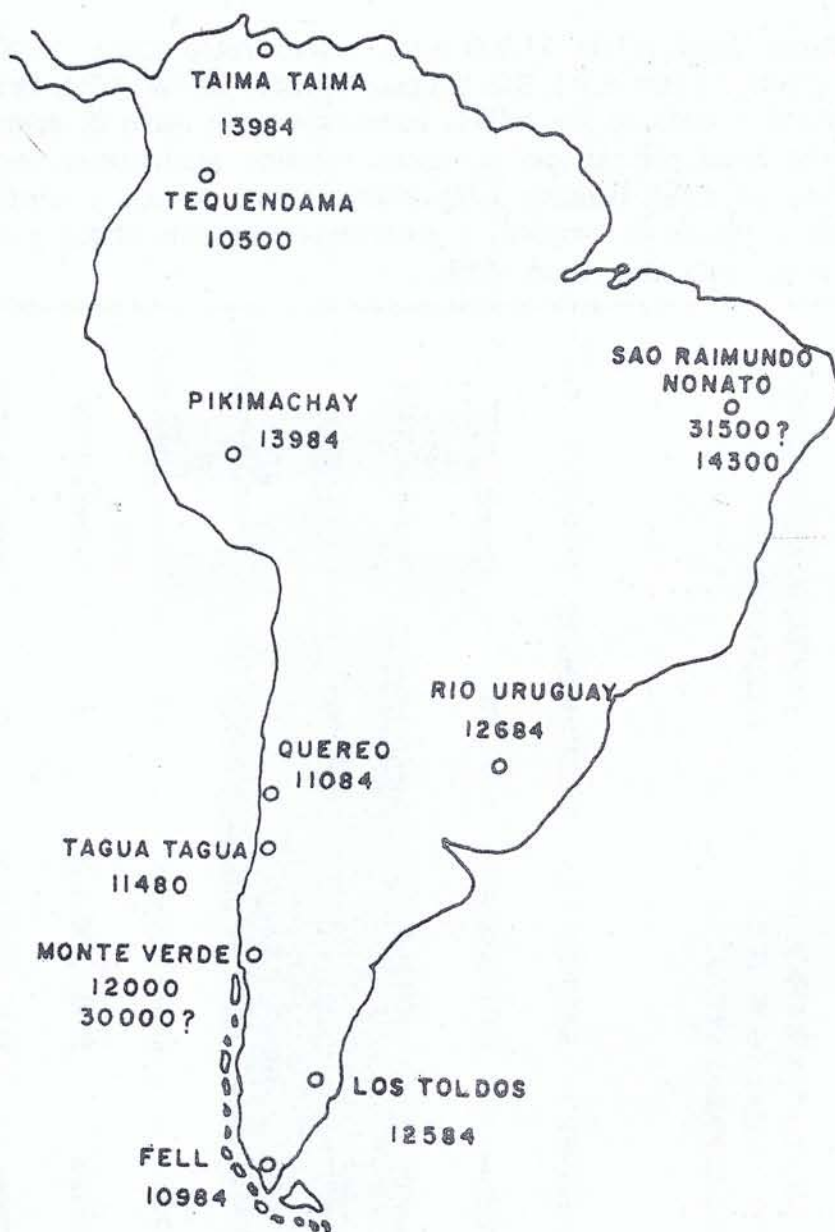 TAIMA TAIMA
13984
TEQUENDAMA
10500
SAO RAIMUNDO
NONATO
31500?
14300
PIKIMACHAY
13984
RIO URUGUAY
12684
QUEREO
11084
TAGUA TAGUA
11480
MONTE VERDE
12000
30000?
LOS TOLDOS
12584
FELL
10984